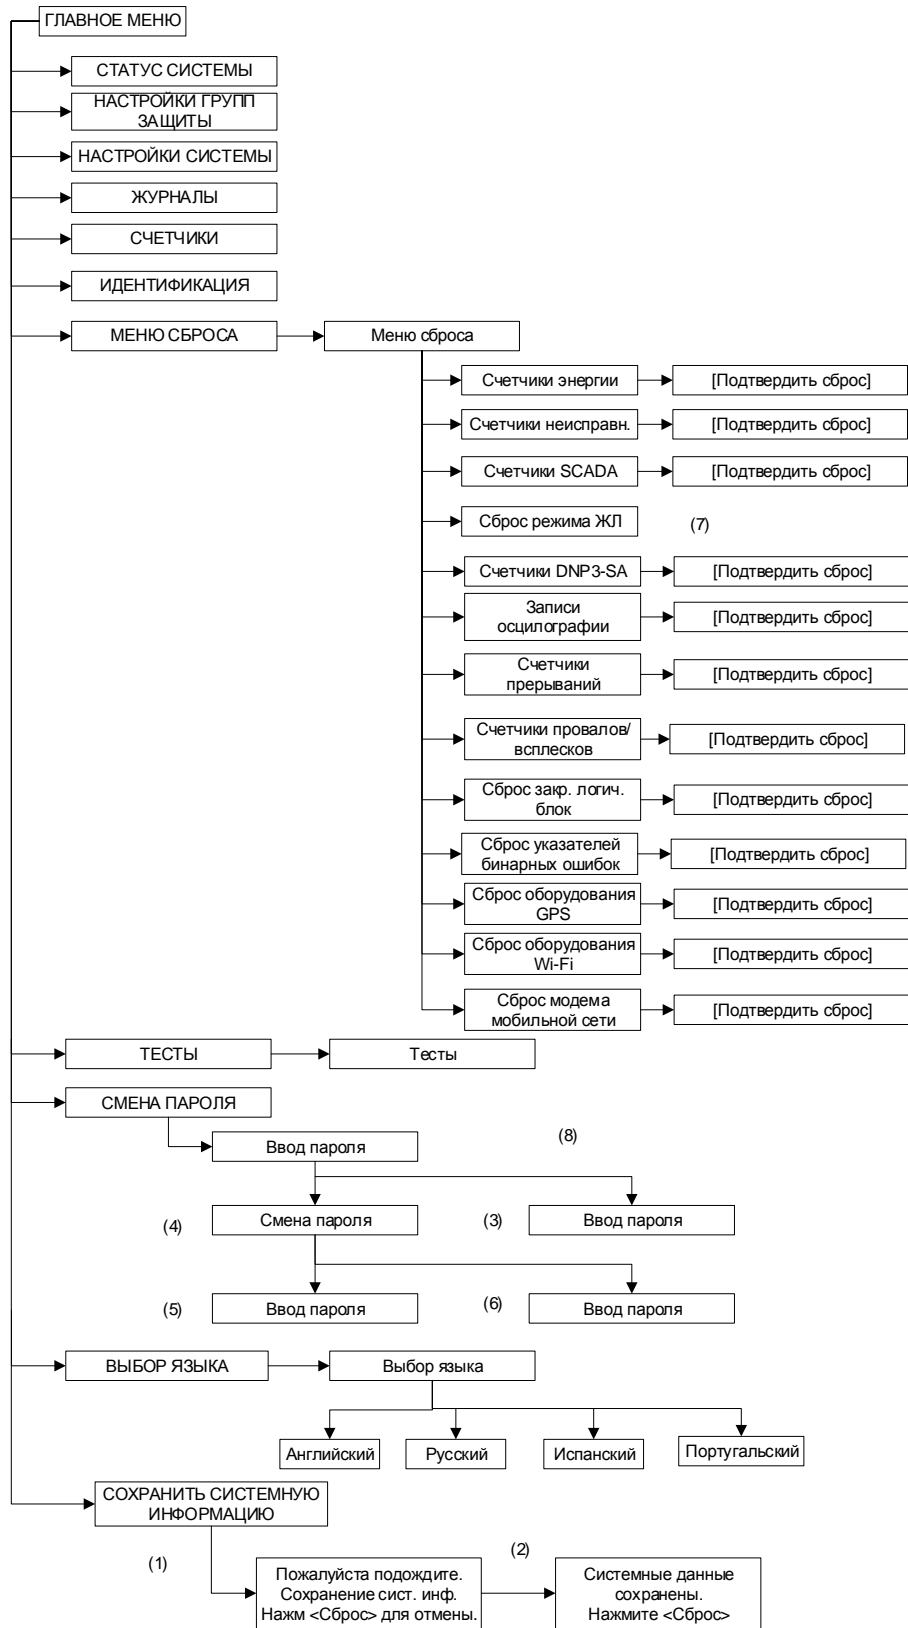 ГЛАВНОЕ МЕНЮ
СТАТУС СИСТЕМЫ
НАСТРОЙКИ ГРУПП
ЗАЩИТЫ
НАСТРОЙКИ СИСТЕМЫ
ЖУРНАЛЫ
СЧЕТЧИКИ
ИДЕНТИФИКАЦИЯ
МЕНЮ СБРОСА
Меню сброса
Счетчики энергии
[Подтвердить сброс]
Счетчики неисправн.
[Подтвердить сброс]
Счетчики SCADA
[Подтвердить сброс]
Сброс режима ЖЛ
(7)
Счетчики DNP3-SA
[Подтвердить сброс]
Записи
осцилографии
[Подтвердить сброс]
Счетчики
прерываний
[Подтвердить сброс]
Счетчики провалов/
всплесков
[Подтвердить сброс]
Сброс закр. логич.
блок
[Подтвердить сброс]
Сброс указателей
бинарных ошибок
[Подтвердить сброс]
Сброс оборудования
GPS
[Подтвердить сброс]
Сброс оборудования
Wi-Fi
[Подтвердить сброс]
Сброс модема
мобильной сети
[Подтвердить сброс]
ТЕСТЫ
Тесты
СМЕНА ПАРОЛЯ
Ввод пароля
(8)
(4)
Смена пароля
(3)
Ввод пароля
(5)
Ввод пароля
(6)
Ввод пароля
ВЫБОР ЯЗЫКА
Выбор языка
Английский
Русский
Испанский
Португальский
СОХРАНИТЬ СИСТЕМНУЮ
ИНФОРМАЦИЮ
(1)
Пожалуйста подождите.
Сохранение сист. инф.
Нажм <Сброс> для отмены.
(2)
Системные данные
сохранены.
Нажмите <Сброс>